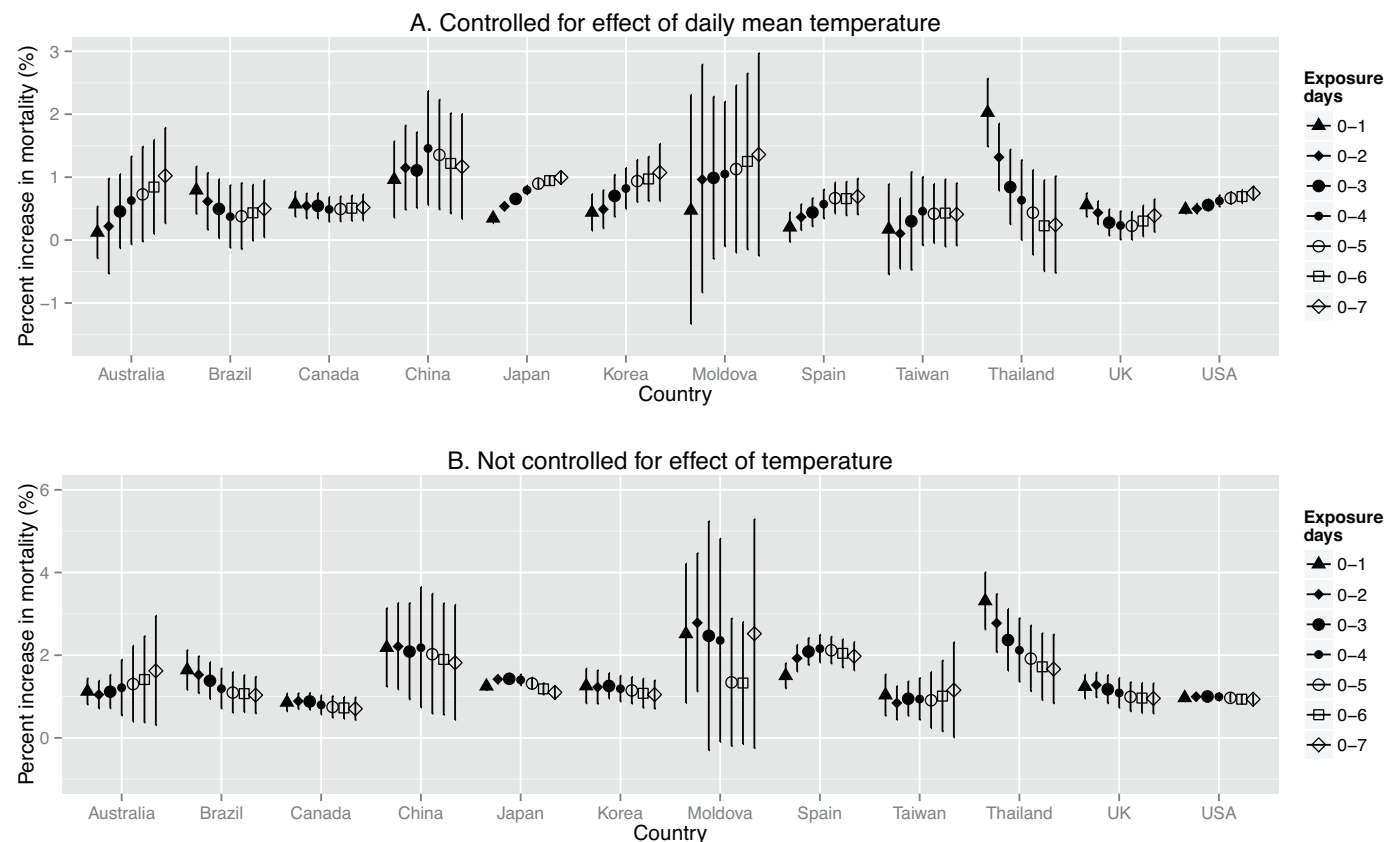 A. Controlled for effect of daily mean temperature
Percent increase in mortality (%)
3
2
1
0
−1
Australia Brazil Canada China Japan Korea Moldova Spain Taiwan Thailand UK USA
Country
Exposure
days
0−1
0−2
0−3
0−4
0−5
0−6
0−7
B. Not controlled for effect of temperature
Percent increase in mortality (%)
6
4
2
0
Australia Brazil Canada China Japan Korea Moldova Spain Taiwan Thailand UK USA
Country
Exposure
days
0−1
0−2
0−3
0−4
0−5
0−6
0−7